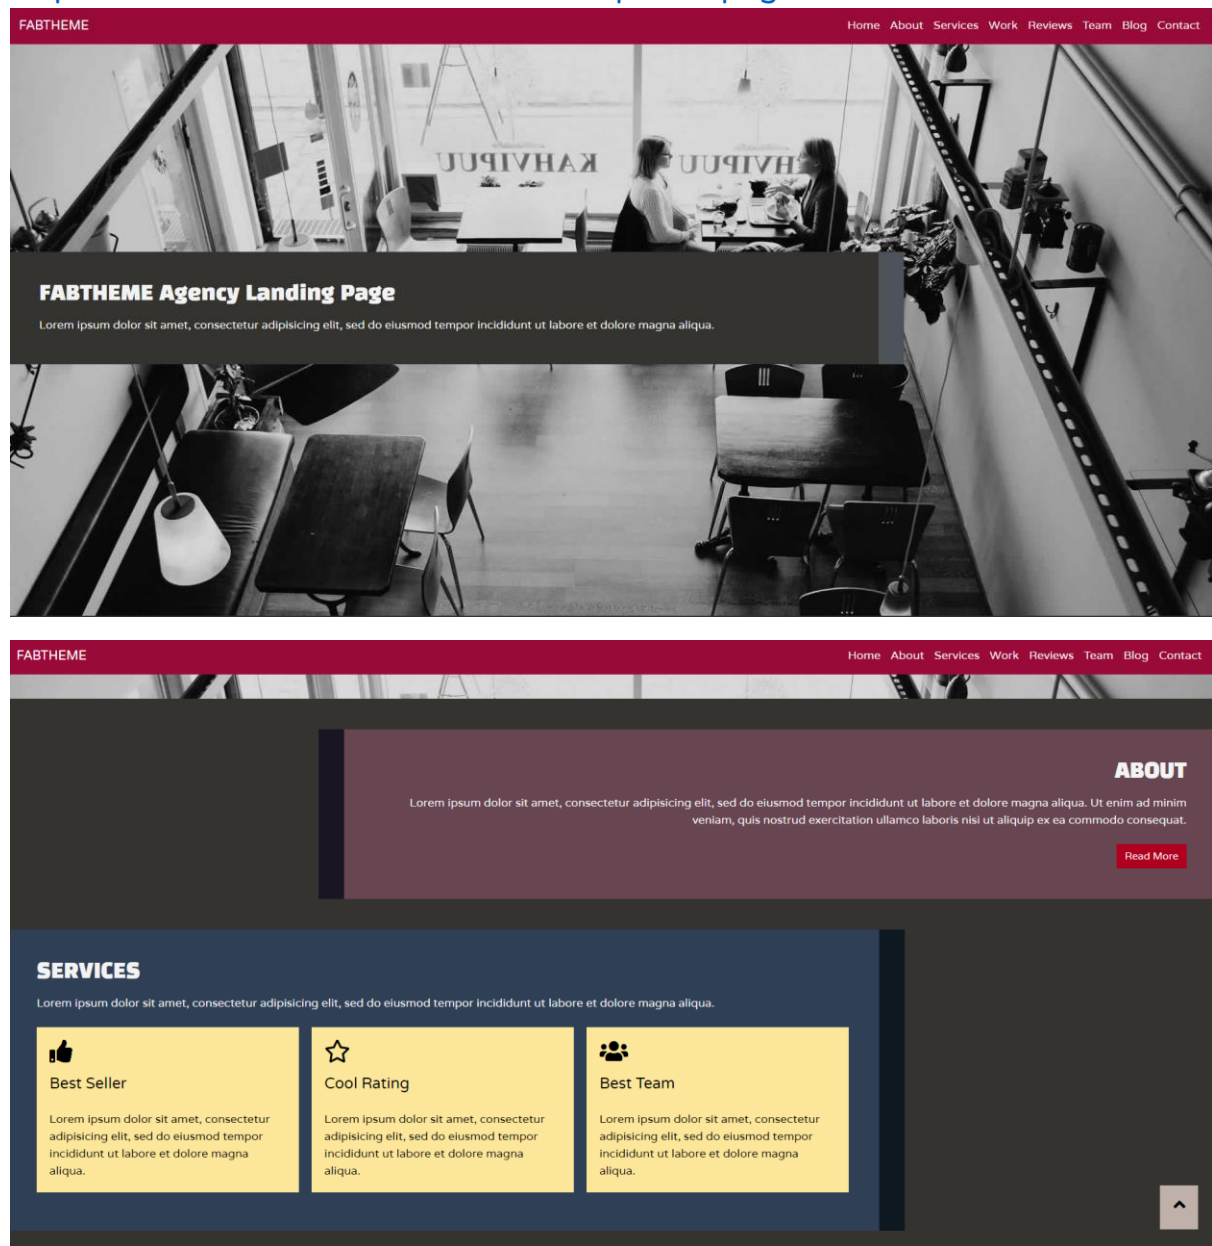 FABTHEME
Home About Services Work Reviews Team Blog Contact
KAHVIPUU
FABTHEME Agency Landing Page
Lorem ipsum dolor sit amet, consectetur adipisicing elit, sed do eiusmod tempor incididunt ut labore et dolore magna aliqua.
FABTHEME
Home About Services Work Reviews Team Blog Contact
ABOUT
Lorem ipsum dolor sit amet, consectetur adipisicing elit, sed do eiusmod tempor incididunt ut labore et dolore magna aliqua. Ut enim ad minim
veniam, quis nostrud exercitation ullamco laboris nisi ut aliquip ex ea commodo consequat.
Read More
SERVICES
Lorem ipsum dolor sit amet, consectetur adipisicing elit, sed do eiusmod tempor incididunt ut labore et dolore magna aliqua.
Best Seller
Lorem ipsum dolor sit amet, consectetur
adipisicing elit, sed do eiusmod tempor
incididunt ut labore et dolore magna
aliqua.
Cool Rating
Lorem ipsum dolor sit amet, consectetur
adipisicing elit, sed do eiusmod tempor
incididunt ut labore et dolore magna
aliqua.
Best Team
Lorem ipsum dolor sit amet, consectetur
adipisicing elit, sed do eiusmod tempor
incididunt ut labore et dolore magna
aliqua.